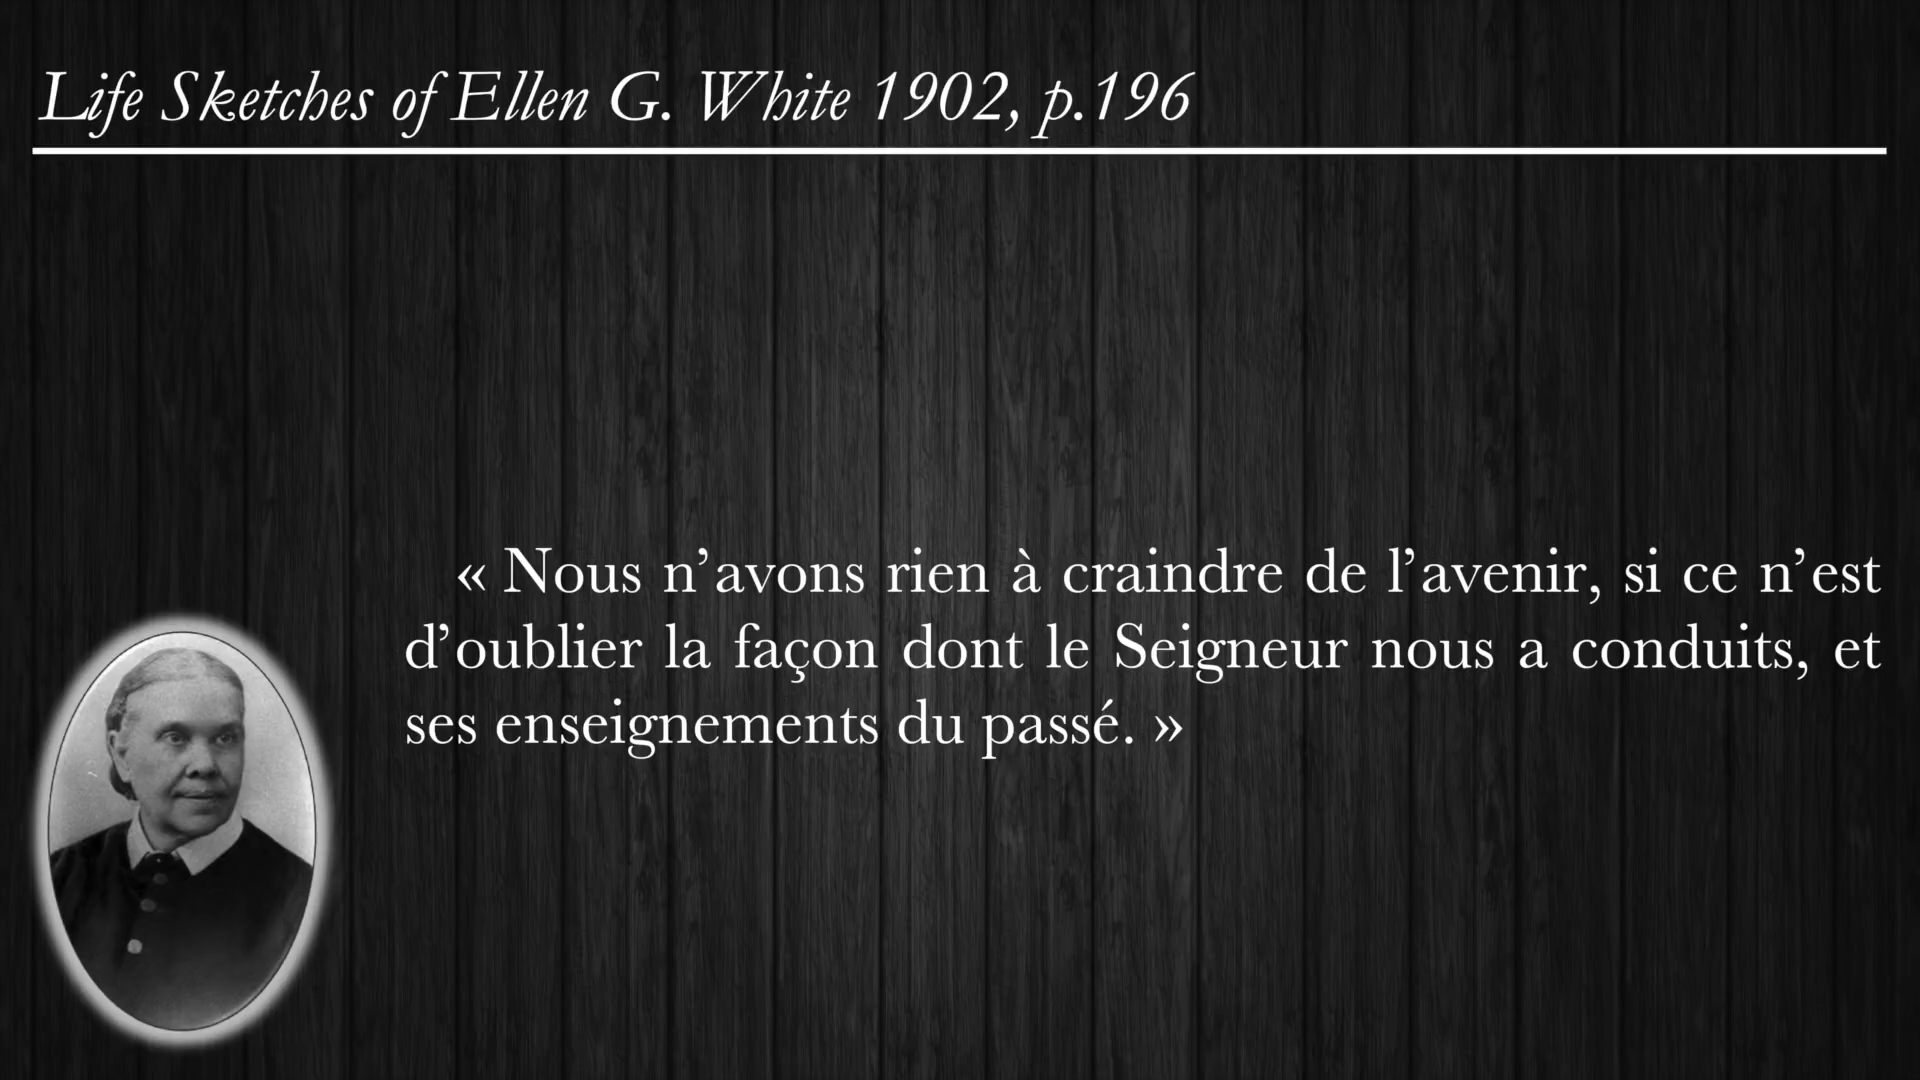 Life Sketches of Ellen G. White 1902, p.196
« Nous n’avons rien à craindre de l’avenir, si ce n’est
d’oublier la façon dont le Seigneur nous a conduits, et
ses enseignements du passé. »